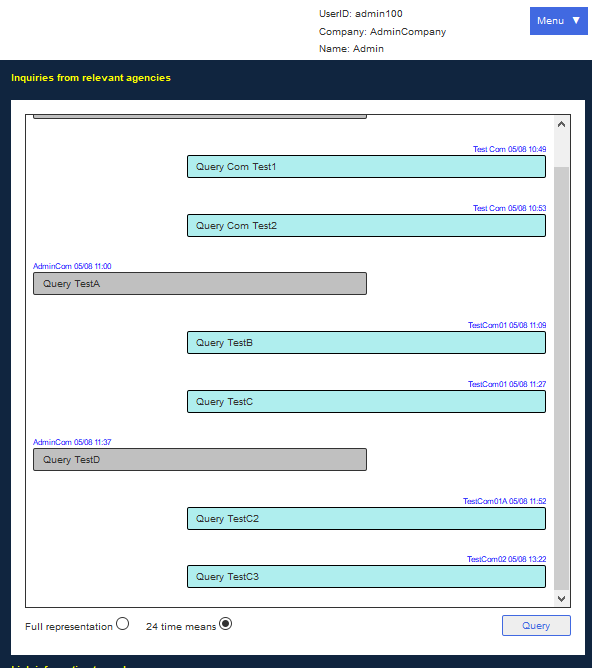 UserID: admin100
Company: AdminCompany
Name: Admin
Menu ▼
Inquiries from relevant agencies
Test Com 05/08 10:49
Query Com Test1
Test Com 05/08 10:53
Query Com Test2
AdminCom 05/08 11:00
Query TestA
TestCom01 05/08 11:09
Query TestB
TestCom01 05/08 11:27
Query TestC
AdminCom 05/08 11:37
Query TestD
TestCom01A 05/08 11:52
Query TestC2
TestCom02 05/08 13:22
Query TestC3
Full representation
24 time means
Query